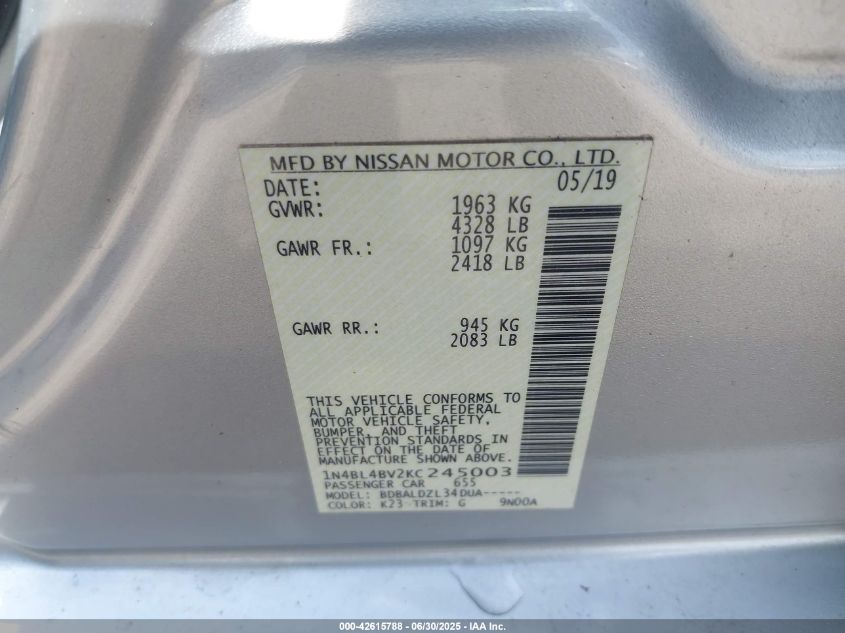 MFD BY NISSAN MOTOR CO., LTD.
DATE: 05/19
GVWR: 1963 KG
4328 LB
GAWR FR.: 1097 KG
2418 LB
GAWR RR.: 945 KG
2083 LB
THIS VEHICLE CONFORMS TO
ALL APPLICABLE FEDERAL
MOTOR VEHICLE SAFETY,
BUMPER, AND THEFT
PREVENTION STANDARDS IN
EFFECT ON THE DATE OF
MANUFACTURE SHOWN ABOVE.
1N4BL4BV2KC245003
PASSENGER CAR 655
MODEL: BDBALDZL34DUA-----
COLOR: K23 TRIM: G 9N00A
000-42615788 - 06/30/2025 - IAA Inc.